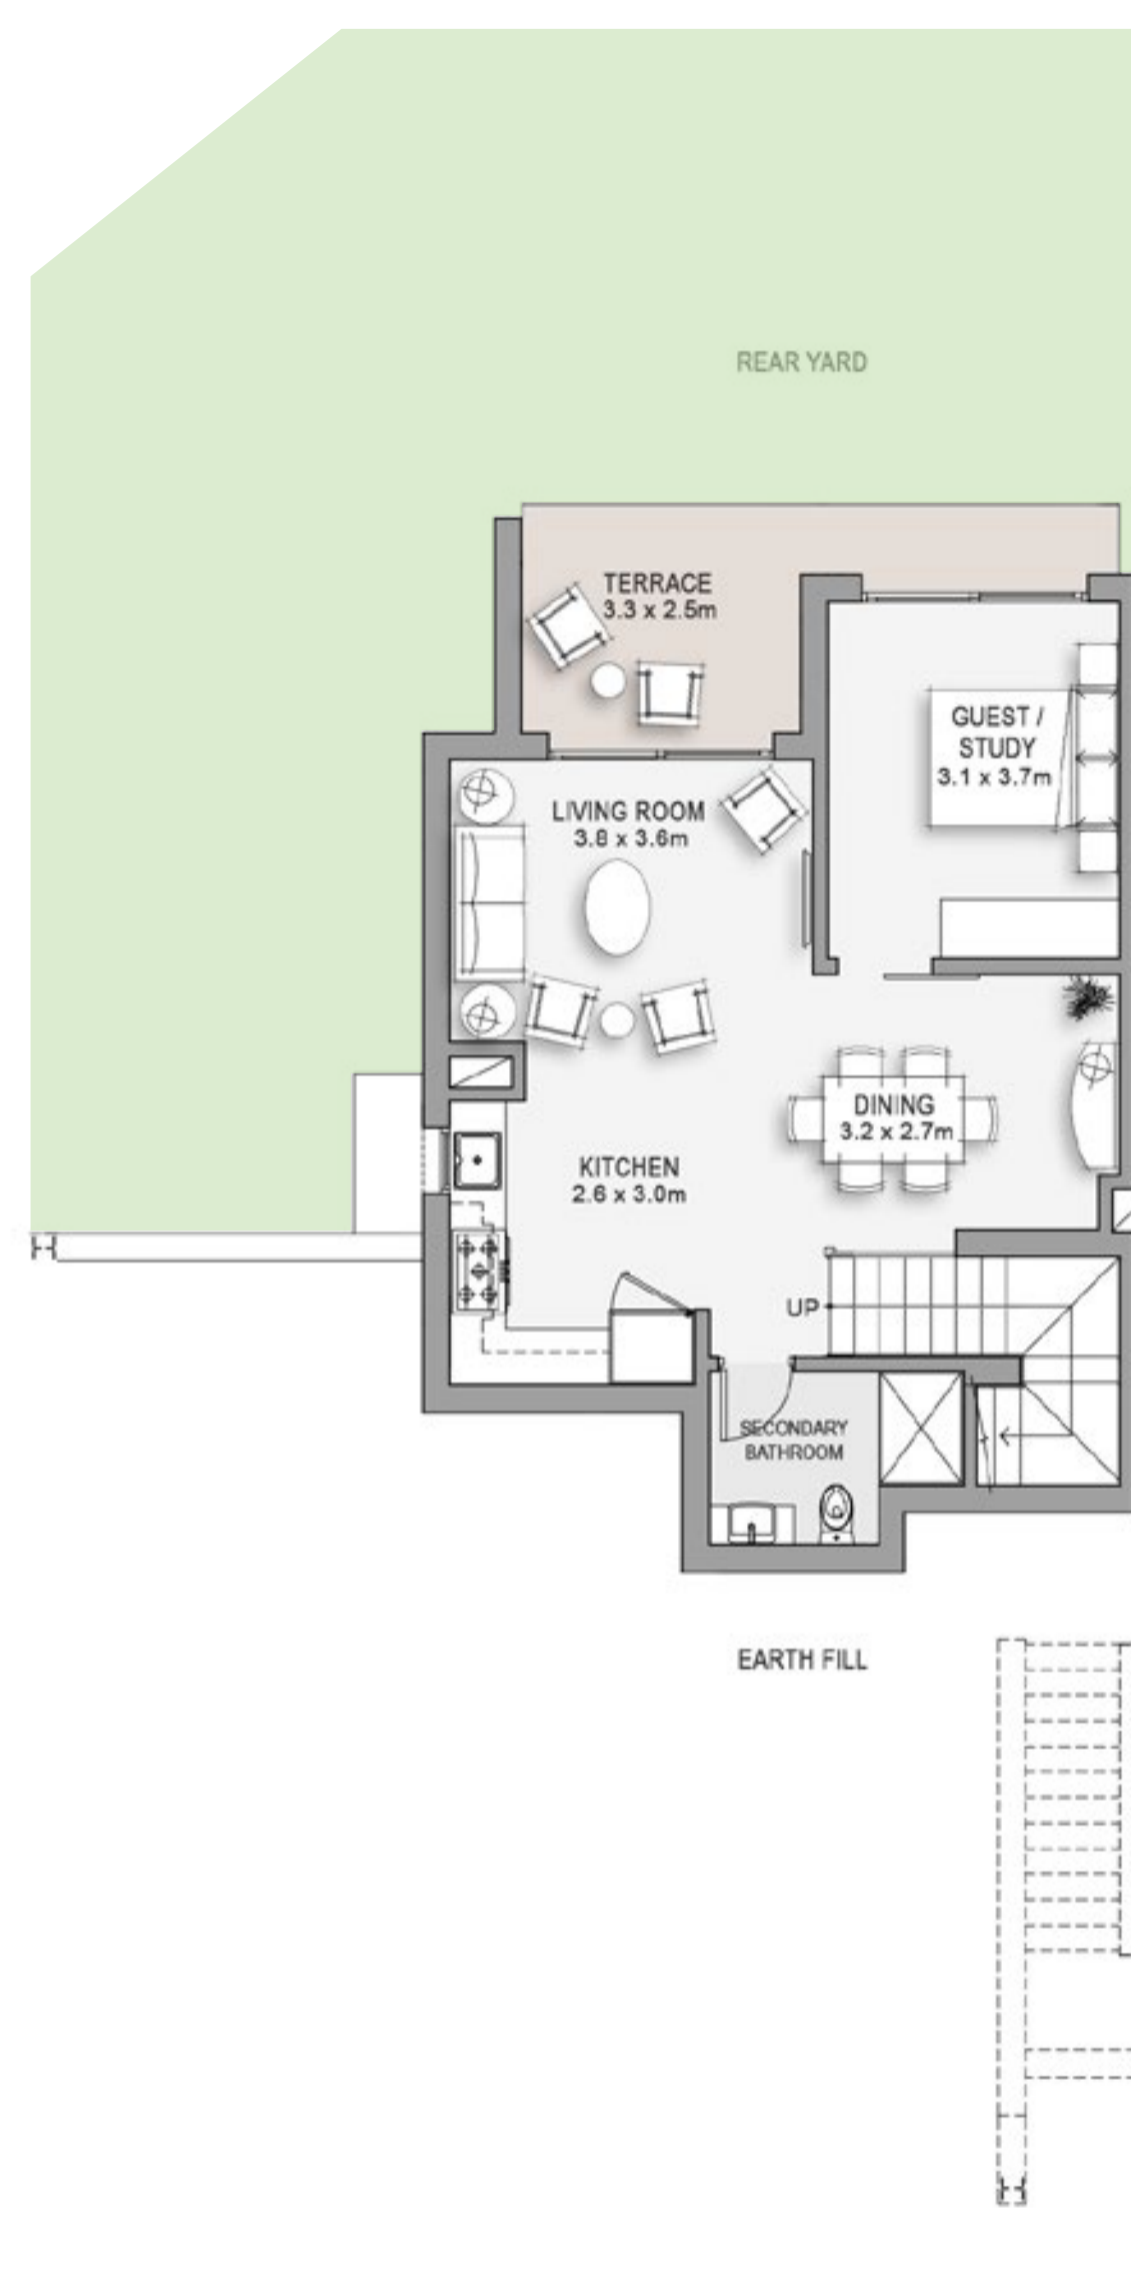 REAR YARD
TERRACE
3.3 x 2.5m
GUEST /
STUDY
3.1 x 3.7m
LIVING ROOM
3.8 x 3.6m
DINING
3.2 x 2.7m
KITCHEN
2.6 x 3.0m
UP
SECONDARY
BATHROOM
EARTH FILL